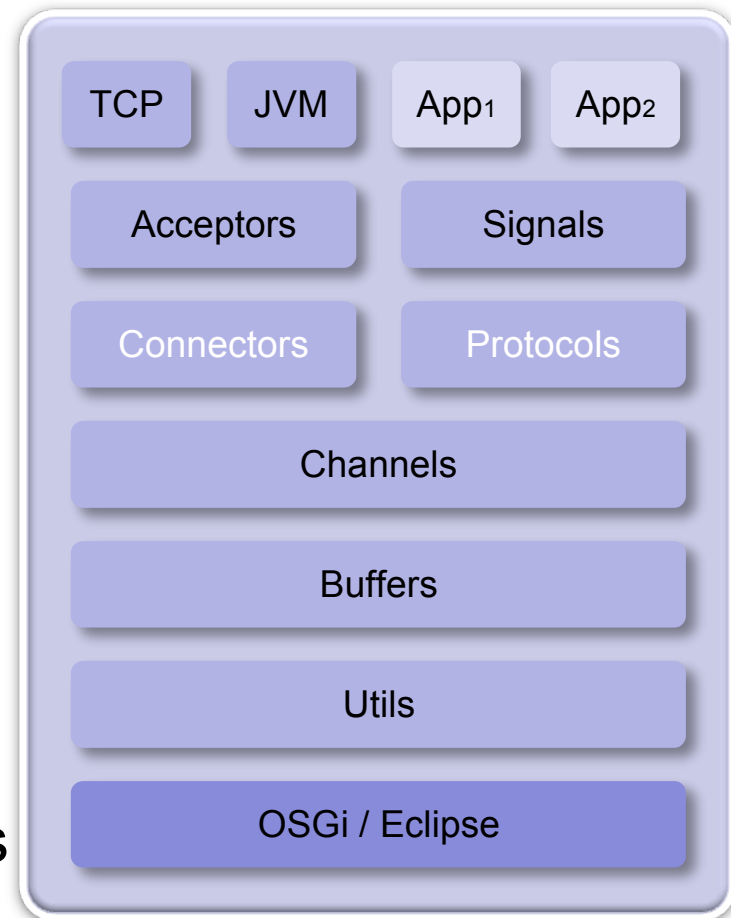 TCP JVM App1 App2
Acceptors Signals
Connectors Protocols
Channels
Buffers
Utils
OSGi / Eclipse
s